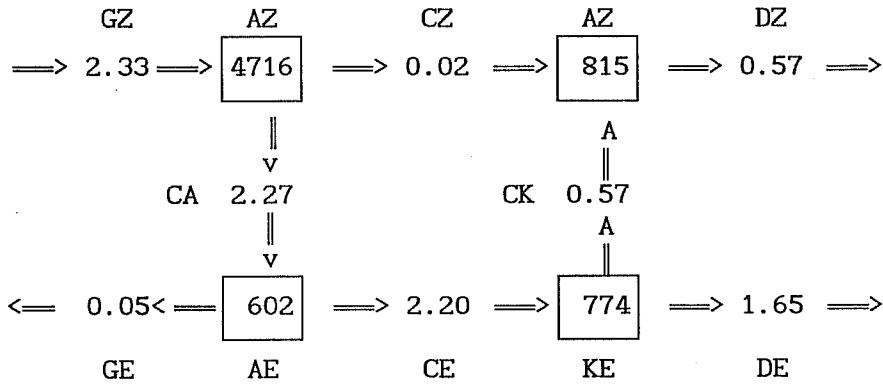 GZ AZ CZ AZ DZ
==> 2.33 ==> 4716 ==> 0.02 ==> 815 ==> 0.57 ==>
A
v
CA 2.27 CK 0.57
A
v
<== 0.05 <== 602 ==> 2.20 ==> 774 ==> 1.65 ==>
GE AE CE KE DE